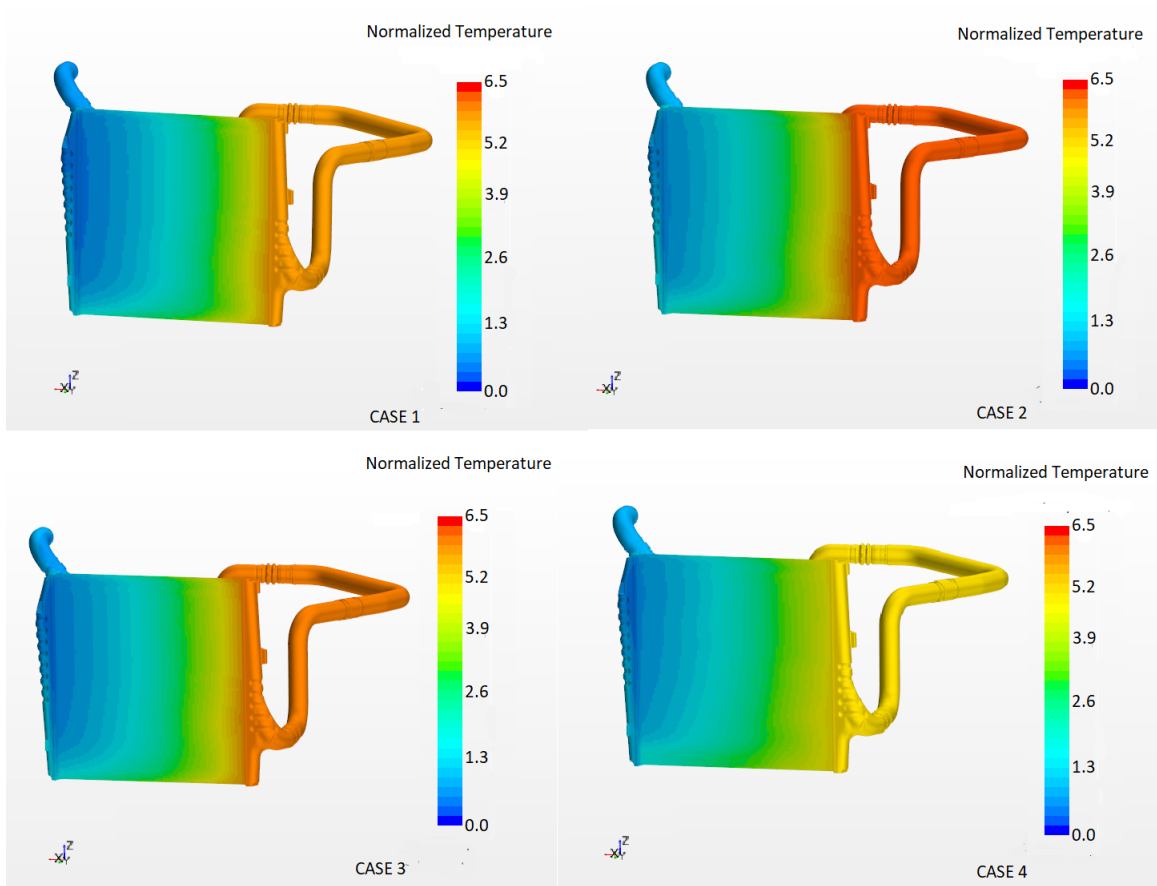 Normalized Temperature
6.5
5.2
3.9
2.6
1.3
0.0
Z
X
Y
CASE 1
Normalized Temperature
6.5
5.2
3.9
2.6
1.3
0.0
Z
X
Y
CASE 2
Normalized Temperature
6.5
5.2
3.9
2.6
1.3
0.0
Z
X
Y
CASE 3
Normalized Temperature
6.5
5.2
3.9
2.6
1.3
0.0
Z
X
Y
CASE 4